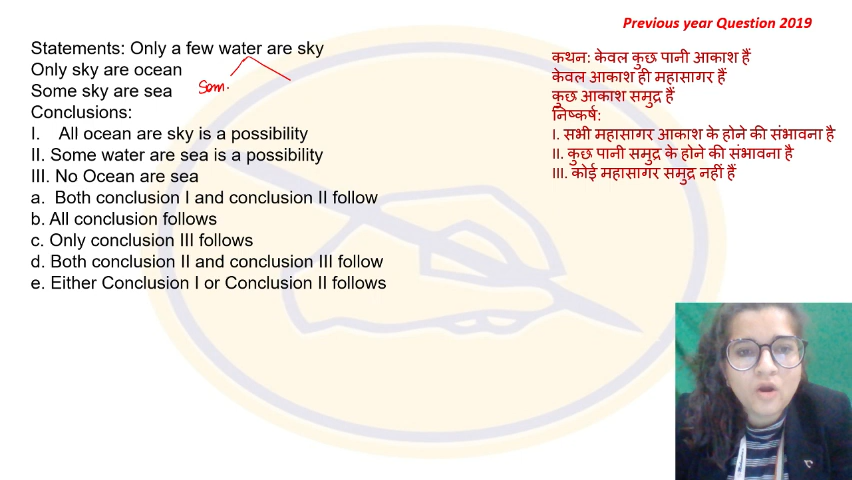 Previous year Question 2019
Statements: Only a few water are sky
Only sky are ocean
Some sky are sea
Som.
Conclusions:
I. All ocean are sky is a possibility
II. Some water are sea is a possibility
III. No Ocean are sea
a. Both conclusion I and conclusion II follow
b. All conclusion follows
c. Only conclusion III follows
d. Both conclusion II and conclusion III follow
e. Either Conclusion I or Conclusion II follows
कथन: केवल कुछ पानी आकाश हैं
केवल आकाश ही महासागर हैं
कुछ आकाश समुद्र हैं
निष्कर्ष:
I. सभी महासागर आकाश के होने की संभावना है
II. कुछ पानी समुद्र के होने की संभावना है
III. कोई महासागर समुद्र नहीं हैं